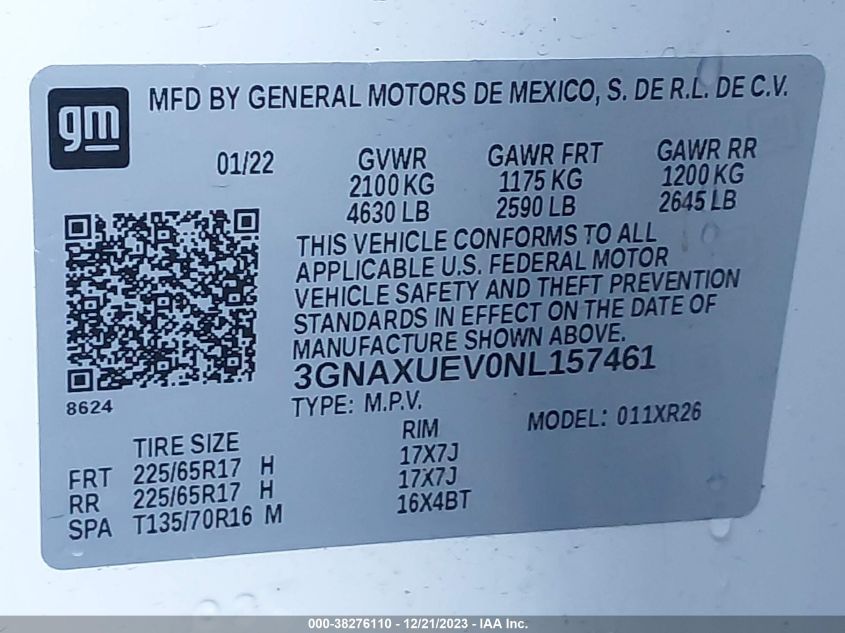 gm
MFD BY GENERAL MOTORS DE MEXICO, S. DE R.L. DE C.V.
01/22 GVWR GAWR FRT GAWR RR
2100 KG 1175 KG 1200 KG
4630 LB 2590 LB 2645 LB
THIS VEHICLE CONFORMS TO ALL
APPLICABLE U.S. FEDERAL MOTOR
VEHICLE SAFETY AND THEFT PREVENTION
STANDARDS IN EFFECT ON THE DATE OF
MANUFACTURE SHOWN ABOVE.
3GNAXUEV0NL157461
8624
TYPE: M.P.V. MODEL: 011XR26
TIRE SIZE RIM
FRT 225/65R17 H 17X7J
RR 225/65R17 H 17X7J
SPA T135/70R16 M 16X4BT
000-38276110 - 12/21/2023 - IAA Inc.